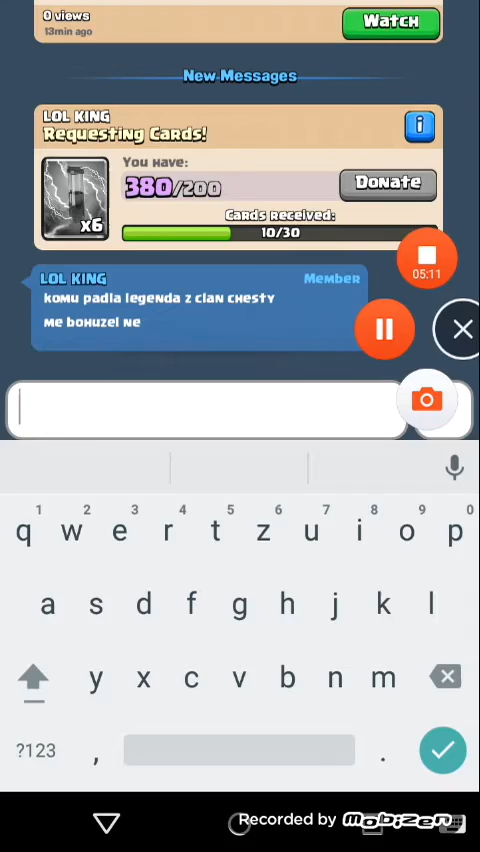 0 views
Watch
13min ago
New Messages
LOL KING
Requesting Cards!
i
You have:
380/200
Donate
x6
Cards Received:
10/30
05:11
LOL KING
Member
komu padla legenda z clan chesty
me bohuzel ne
1 2 3 4 5 6 7 8 9 0
q w e r t z u i o p
a s d f g h j k l
y x c v b n m
?123 , .
Recorded by mobizen